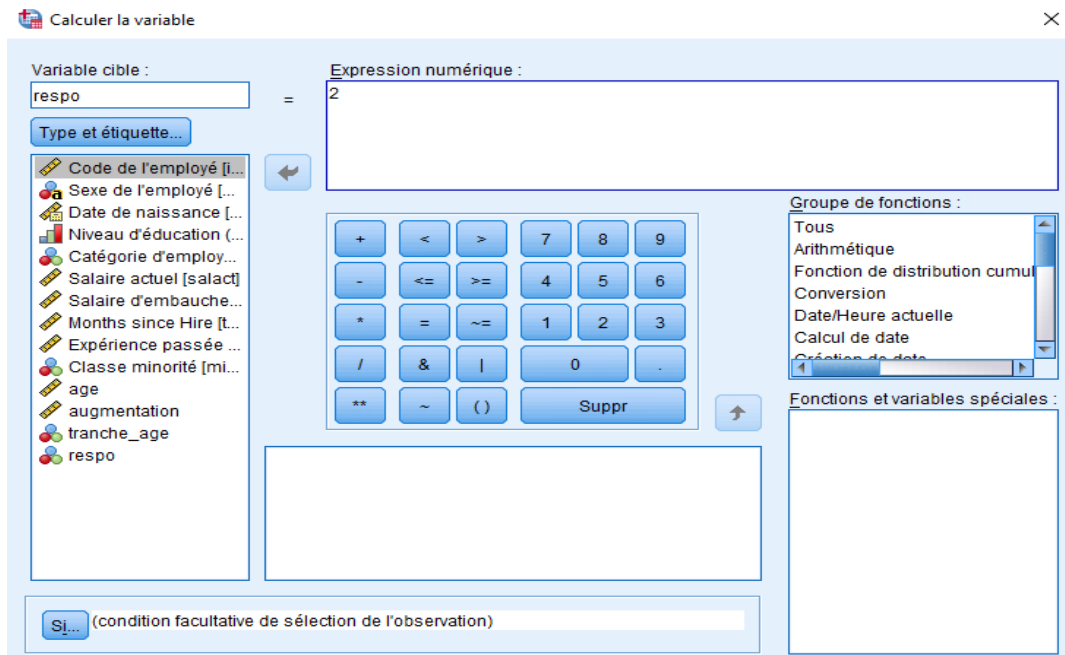 Calculer la variable
Variable cible :
respo
=
Expression numérique :
2
Type et étiquette...
Code de l'employé [i...
Sexe de l'employé [...
Date de naissance [...
Niveau d'éducation (...
Catégorie d'employ...
Salaire actuel [salact]
Salaire d'embauche...
Months since Hire [t...
Expérience passée ...
Classe minorité [mi...
age
augmentation
tranche_age
respo
+ < > 7 8 9
- <= >= 4 5 6
* = ~= 1 2 3
/ & | 0 .
** ~ () Suppr
Groupe de fonctions :
Tous
Arithmétique
Fonction de distribution cumul
Conversion
Date/Heure actuelle
Calcul de date
Création de date
Fonctions et variables spéciales :
Si... (condition facultative de sélection de l'observation)